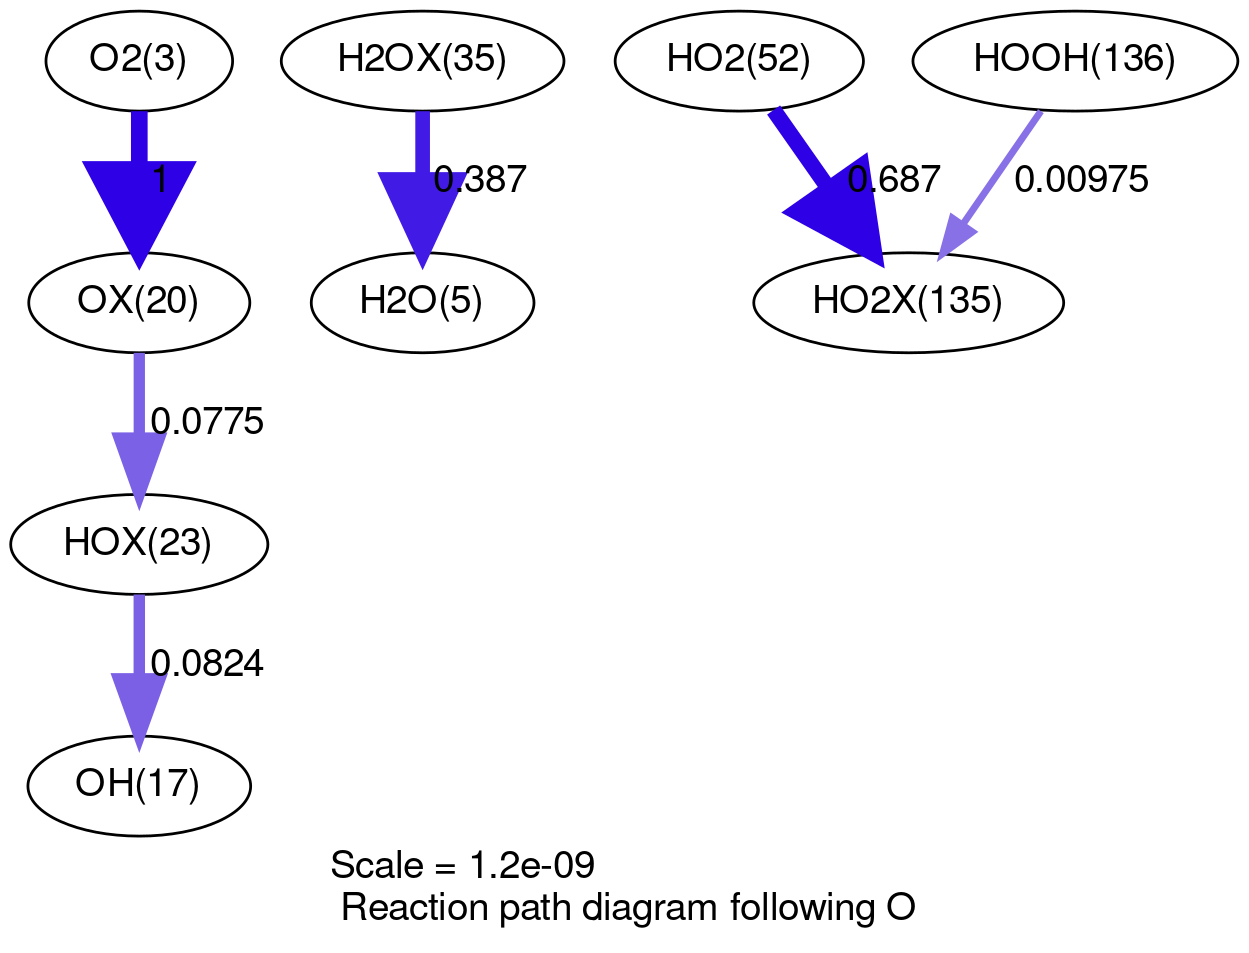 O2(3)
H2OX(35)
HO2(52)
HOOH(136)
1
0.387
0.687
0.00975
OX(20)
H2O(5)
HO2X(135)
0.0775
HOX(23)
0.0824
OH(17)
Scale = 1.2e-09
Reaction path diagram following O